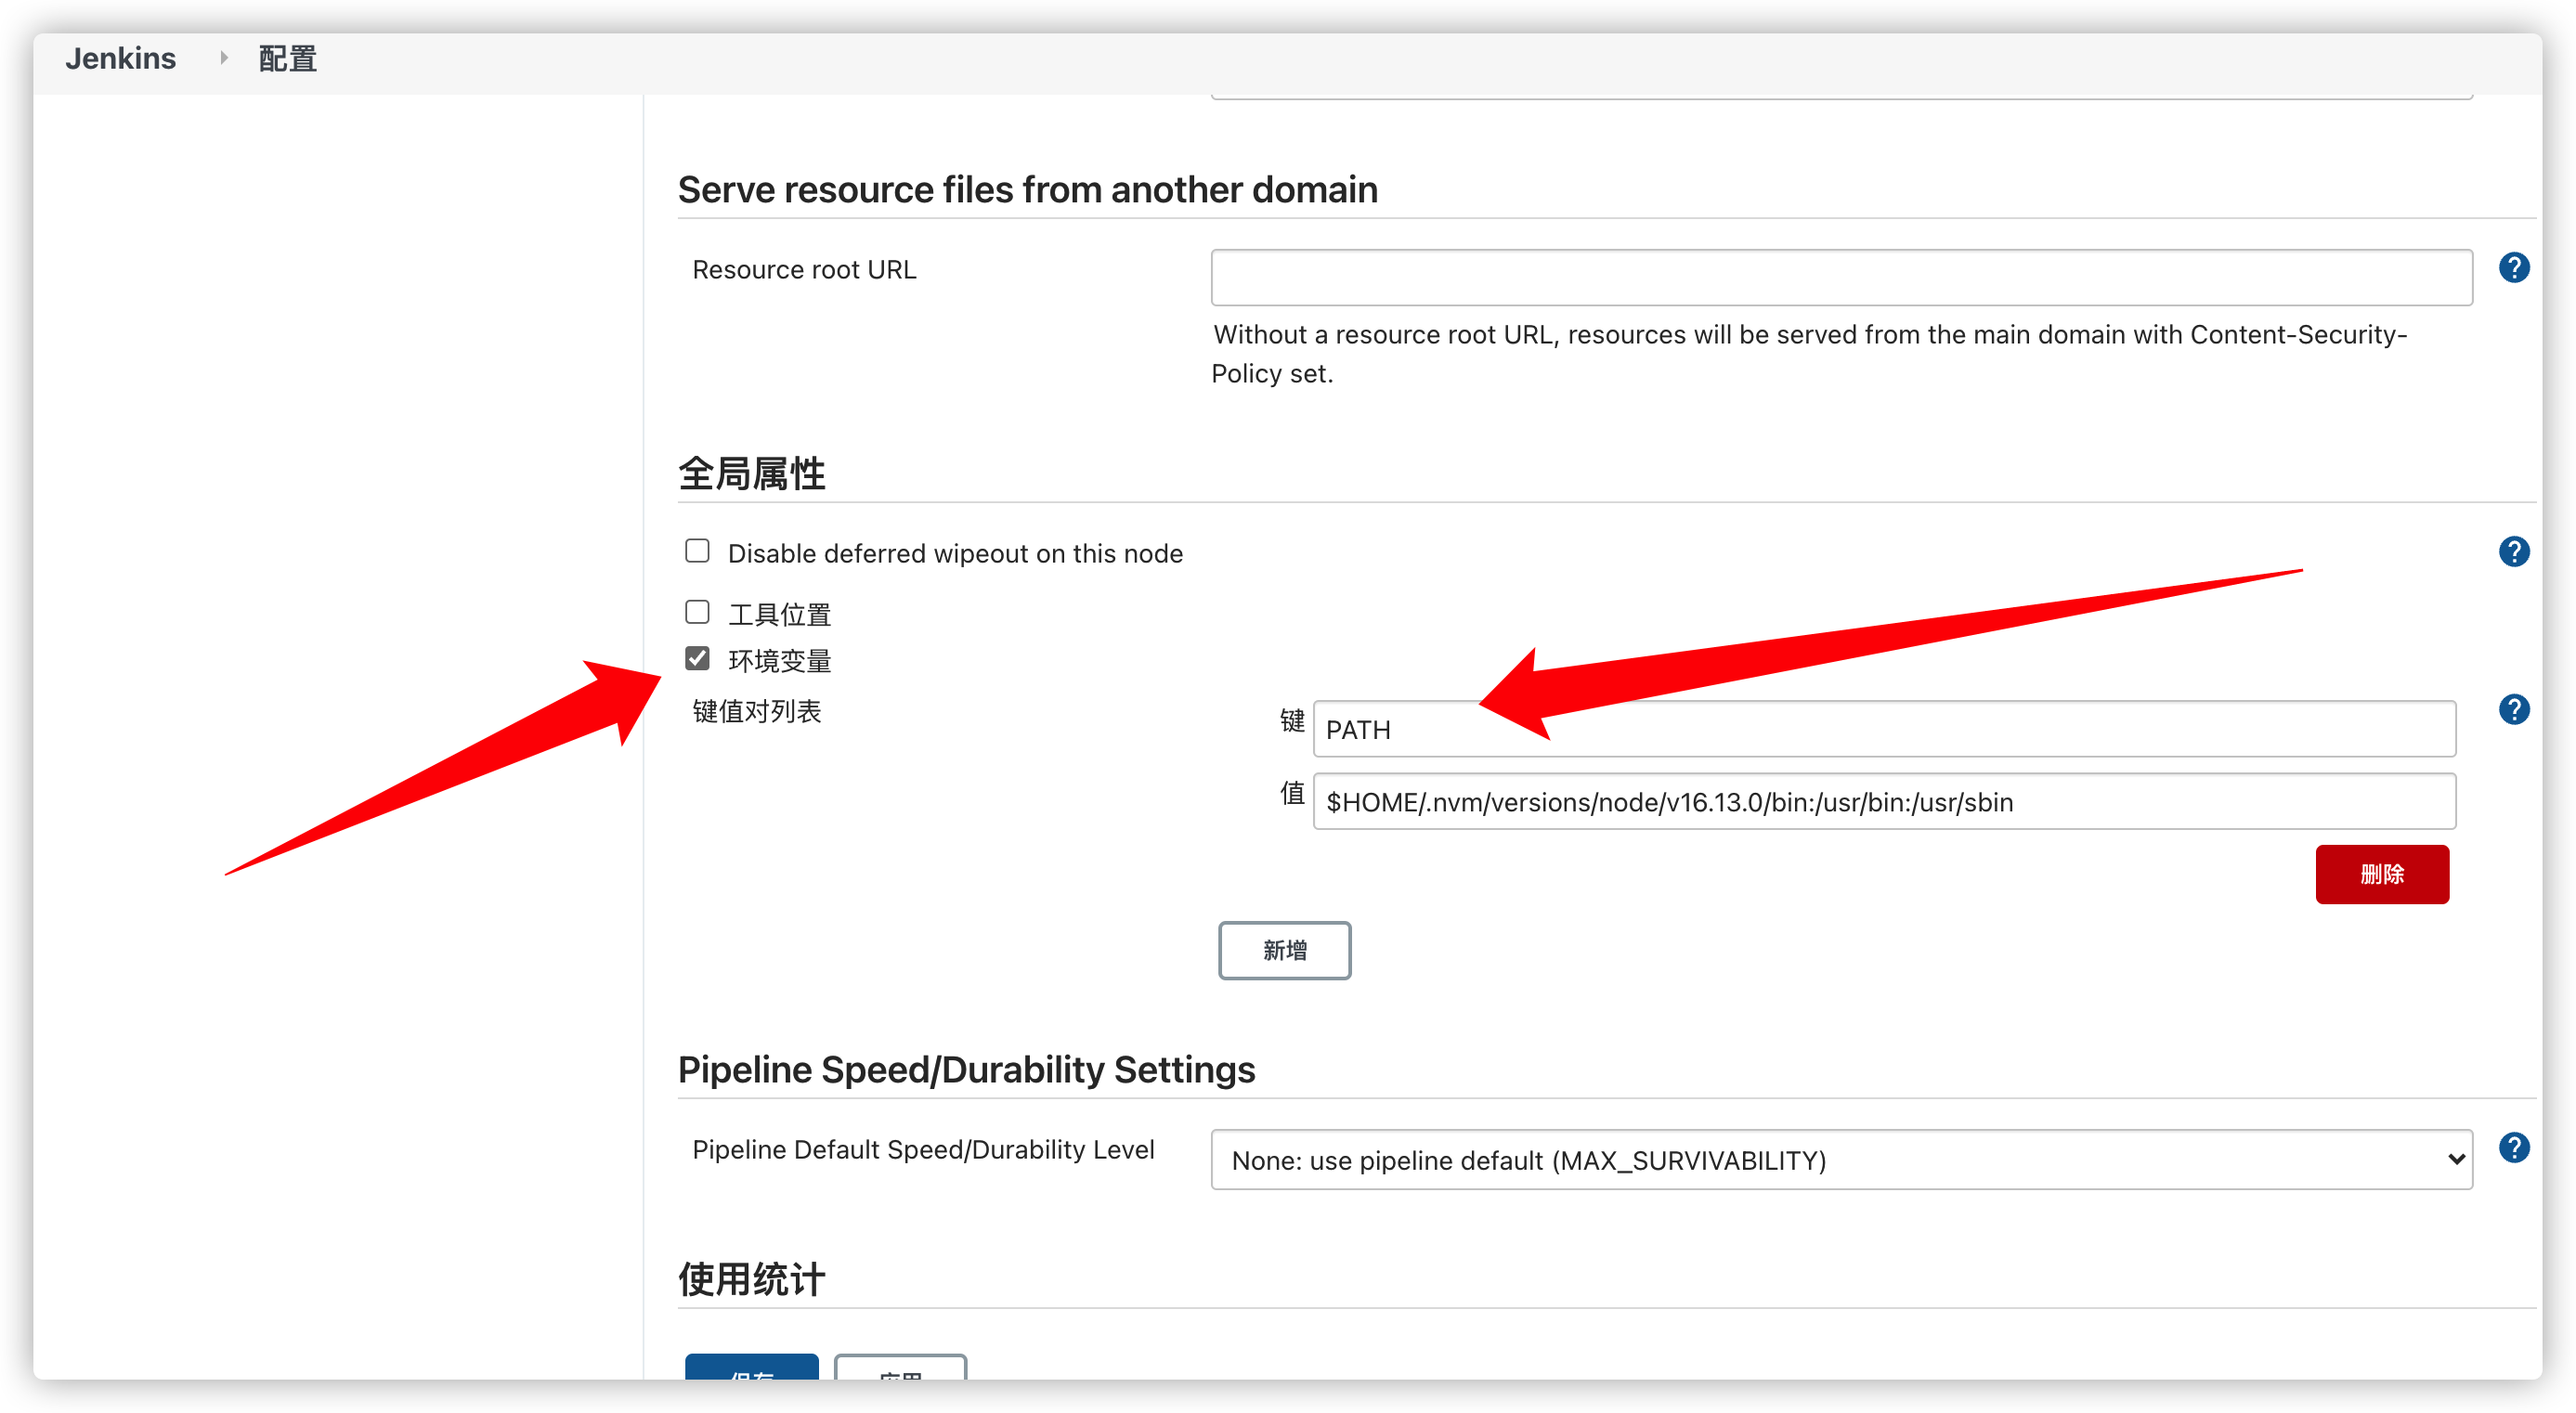 Jenkins 配置
Serve resource files from another domain
Resource root URL
Without a resource root URL, resources will be served from the main domain with Content-Security-
Policy set.
全局属性
Disable deferred wipeout on this node
工具位置
环境变量
键值对列表
键 PATH
值 $HOME/.nvm/versions/node/v16.13.0/bin:/usr/bin:/usr/sbin
删除
新增
Pipeline Speed/Durability Settings
Pipeline Default Speed/Durability Level
None: use pipeline default (MAX_SURVIVABILITY)
使用统计
保存 应用